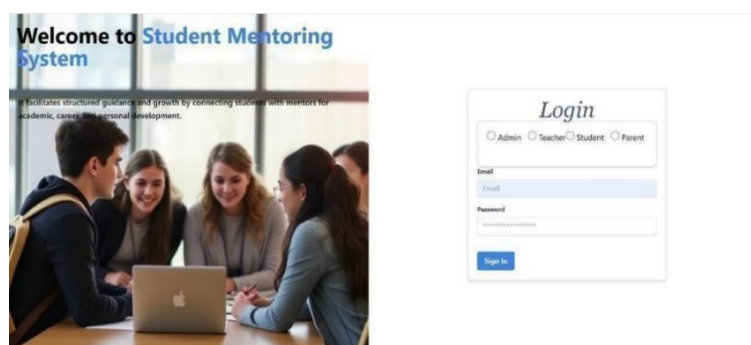 Welcome to Student Mentoring
System
It facilitates structured guidance and growth by connecting students with mentors for
academic, career, and personal development.
Login
Admin Teacher Student Parent
Email
Email
Password
****************
Sign In